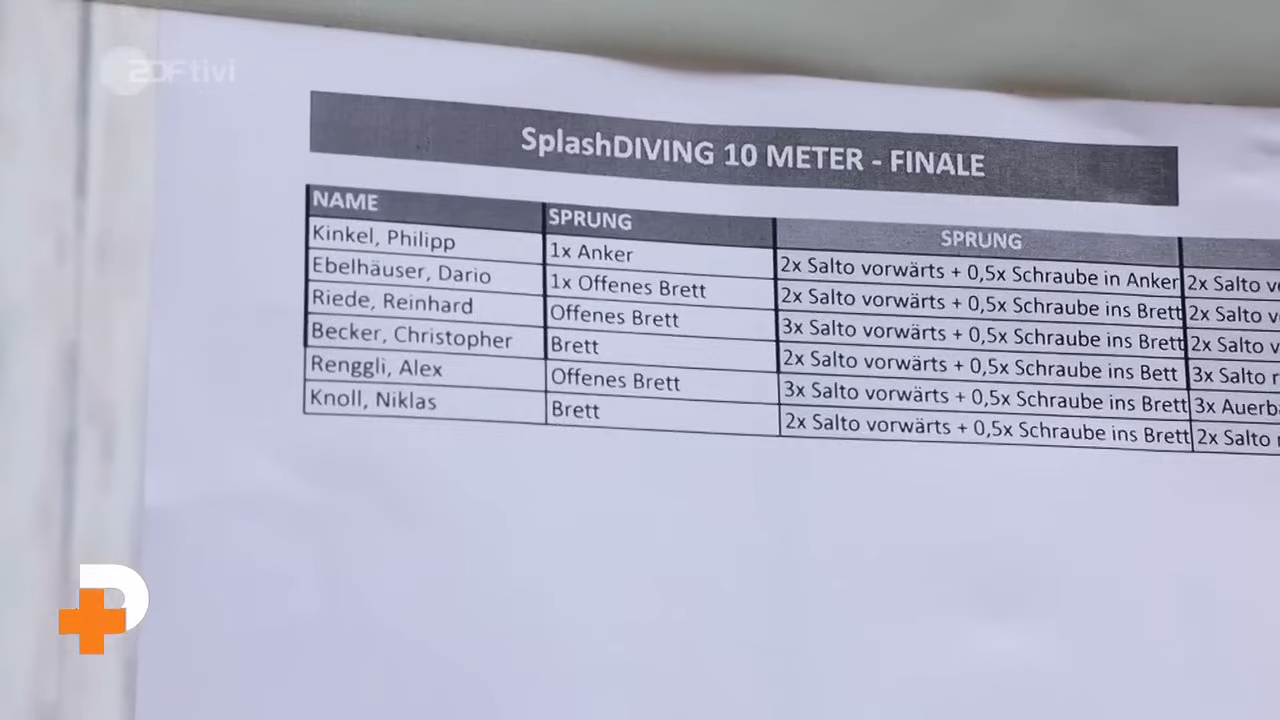 ZDFtivi
SplashDIVING 10 METER - FINALE
NAME SPRUNG SPRUNG
Kinkel, Philipp 1x Anker 2x Salto vorwärts + 0,5x Schraube in Anker 2x Salto
Ebelhäuser, Dario 1x Offenes Brett 2x Salto vorwärts + 0,5x Schraube ins Brett 2x Salto
Riede, Reinhard Offenes Brett 3x Salto vorwärts + 0,5x Schraube ins Brett 2x Salto
Becker, Christopher Brett 2x Salto vorwärts + 0,5x Schraube ins Bett 3x Salto
Renggli, Alex Offenes Brett 3x Salto vorwärts + 0,5x Schraube ins Brett 3x
Knoll, Niklas Brett 2x Salto vorwärts + 0,5x Schraube ins Brett 2x Salto